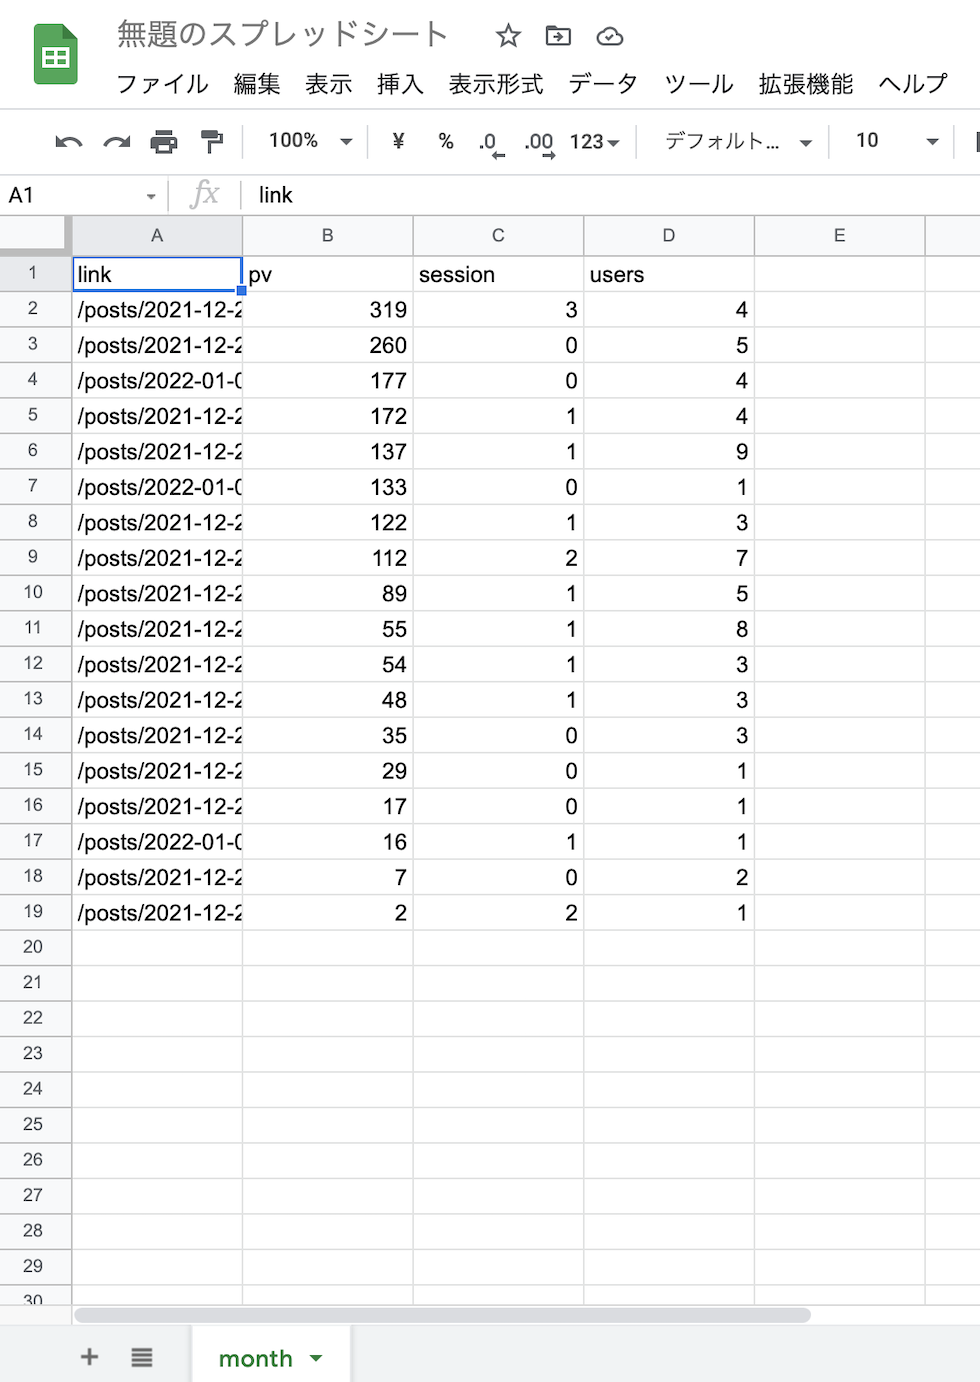 無題のスプレッドシート
ファイル 編集 表示 挿入 表示形式 データ ツール 拡張機能 ヘルプ
100% ¥ % .0 .00 123 デフォルト... 10
A1 fx link
A B C D E
1 link pv session users
2 /posts/2021-12-2 319 3 4
3 /posts/2021-12-2 260 0 5
4 /posts/2022-01-0 177 0 4
5 /posts/2021-12-2 172 1 4
6 /posts/2021-12-2 137 1 9
7 /posts/2022-01-0 133 0 1
8 /posts/2021-12-2 122 1 3
9 /posts/2021-12-2 112 2 7
10 /posts/2021-12-2 89 1 5
11 /posts/2021-12-2 55 1 8
12 /posts/2021-12-2 54 1 3
13 /posts/2021-12-2 48 1 3
14 /posts/2021-12-2 35 0 3
15 /posts/2021-12-2 29 0 1
16 /posts/2021-12-2 17 0 1
17 /posts/2022-01-0 16 1 1
18 /posts/2021-12-2 7 0 2
19 /posts/2021-12-2 2 2 1
20
21
22
23
24
25
26
27
28
29
30
month